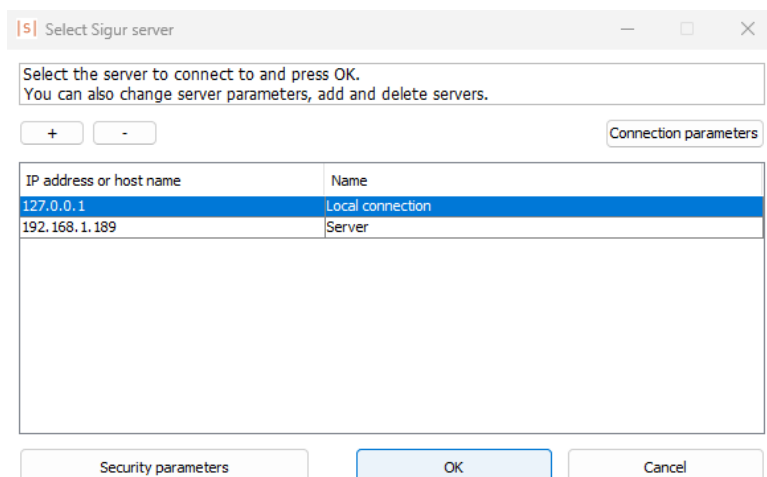 |S| Select Sigur server
Select the server to connect to and press OK.
You can also change server parameters, add and delete servers.
+ - Connection parameters
IP address or host name Name
127.0.0.1 Local connection
192.168.1.189 Server
Security parameters OK Cancel